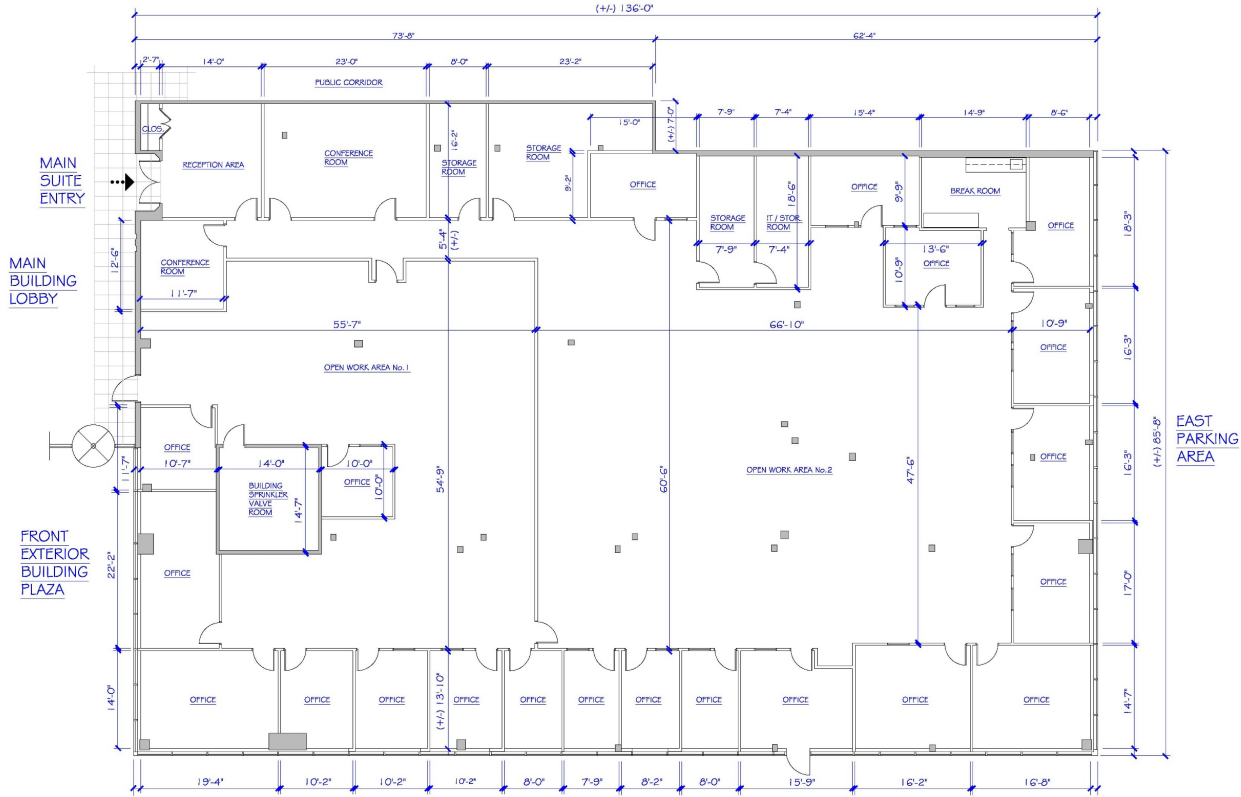 (+/-) 136'-0"
73'-8"
62'-4"
2'-7"
14'-0"
23'-0"
8'-0"
23'-2"
PUBLIC CORRIDOR
15'-0"
(+/-) 7'-0"
7'-9"
7'-4"
15'-4"
14'-9"
8'-6"
CLOS.
MAIN
SUITE
ENTRY
RECEPTION AREA
CONFERENCE
ROOM
16'-2"
STORAGE
ROOM
STORAGE
ROOM
9'-2"
OFFICE
18'-6"
OFFICE
9'-9"
BREAK ROOM
STORAGE
ROOM
IT / STOR.
ROOM
OFFICE
18'-3"
5'-4"
(+/-)
7'-9"
7'-4"
13'-6"
OFFICE
10'-9"
MAIN
BUILDING
LOBBY
12'-6"
CONFERENCE
ROOM
11'-7"
55'-7"
66'-10"
10'-9"
OFFICE
16'-3"
OPEN WORK AREA No.1
EAST
PARKING
AREA
(+/-) 85'-8"
OFFICE
11'-7"
10'-7"
14'-0"
10'-0"
OFFICE
10'-0"
BUILDING
SPRINKLER
VALVE
ROOM
14'-7"
54'-9"
60'-6"
OPEN WORK AREA No.2
47'-6"
OFFICE
16'-3"
FRONT
EXTERIOR
BUILDING
PLAZA
22'-2"
OFFICE
OFFICE
17'-0"
14'-0"
OFFICE
OFFICE
OFFICE
(+/-) 13'-10"
OFFICE
OFFICE
OFFICE
OFFICE
OFFICE
OFFICE
OFFICE
OFFICE
14'-7"
19'-4"
10'-2"
10'-2"
10'-2"
8'-0"
7'-9"
8'-2"
8'-0"
15'-9"
16'-2"
16'-8"